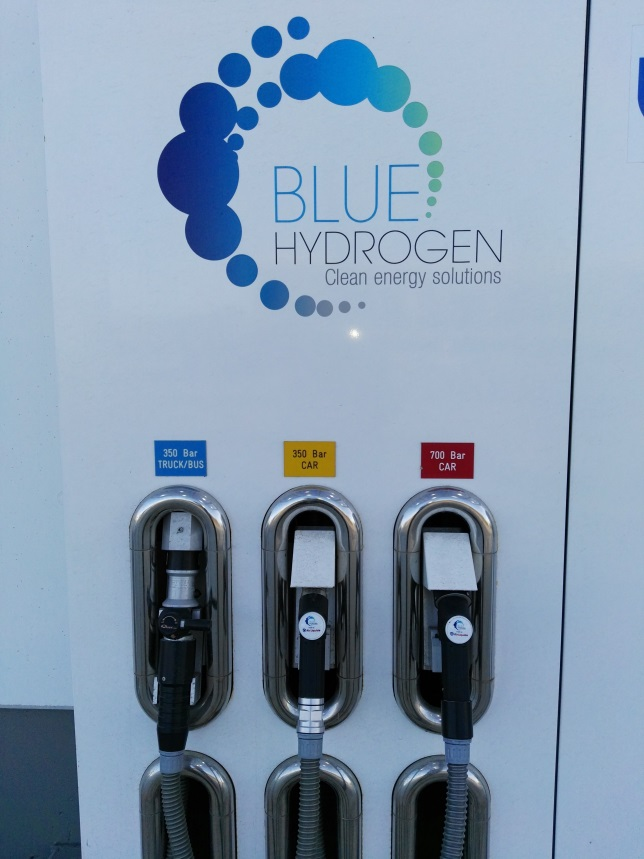 BLUE
HYDROGEN
Clean energy solutions
350 Bar
TRUCK/BUS
350 Bar
CAR
700 Bar
CAR